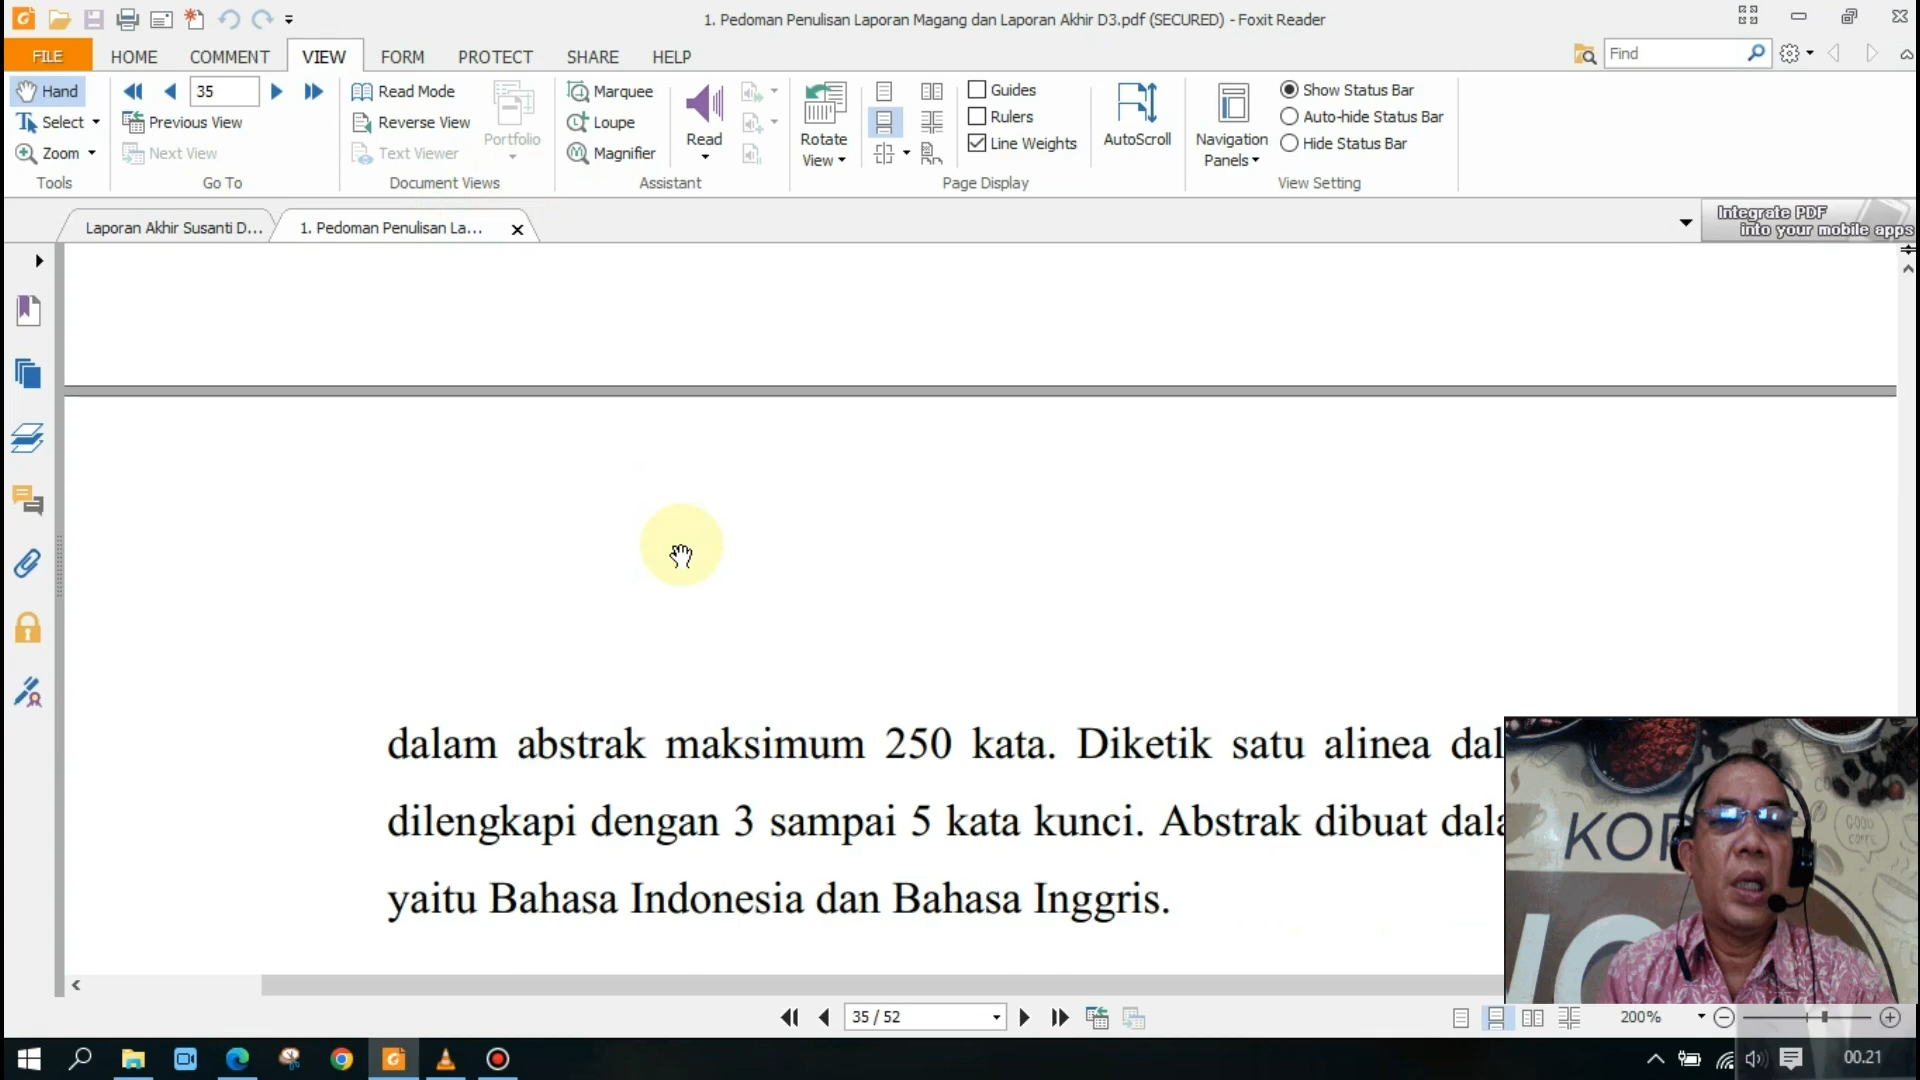 1. Pedoman Penulisan Laporan Magang dan Laporan Akhir D3.pdf (SECURED) - Foxit Reader
FILE HOME COMMENT VIEW FORM PROTECT SHARE HELP
Find
Hand
Select
Zoom
Tools
35
Previous View
Next View
Go To
Read Mode
Reverse View
Text Viewer
Portfolio
Document Views
Marquee
Loupe
Magnifier
Read
Assistant
Rotate
View
Guides
Rulers
Line Weights
Page Display
AutoScroll
Navigation
Panels
Show Status Bar
Auto-hide Status Bar
Hide Status Bar
View Setting
Laporan Akhir Susanti D...
1. Pedoman Penulisan La...
Integrate PDF
into your mobile apps
dalam abstrak maksimum 250 kata. Diketik satu alinea dal
dilengkapi dengan 3 sampai 5 kata kunci. Abstrak dibuat dala
yaitu Bahasa Indonesia dan Bahasa Inggris.
GOOD
COFFE
35 / 52
200%
00.21